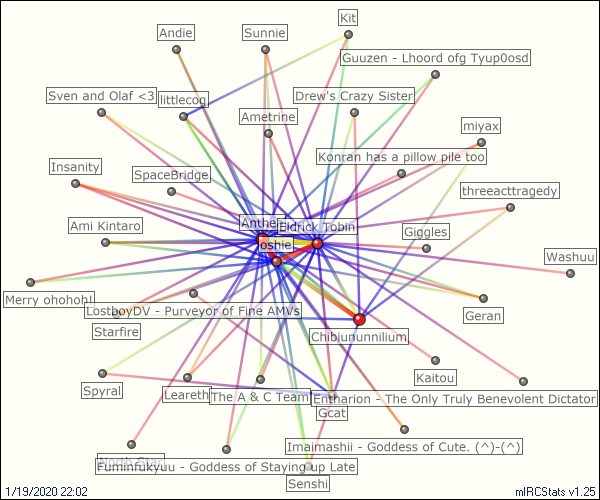 Kit
Andie
Sunnie
Guuzen - Lhoord ofg Tyup0osd
Sven and Olaf <3
littlecog
Drew's Crazy Sister
Ametrine
miyax
Konran has a pillow pile too
Insanity
SpaceBridge
threeacttragedy
Ami Kintaro
Eldrick Tobin
Giggles
oshie
Washuu
Merry ohohoh!
LostboyDV - Purveyor of Fine AMVs
Geran
Starfire
Chibiurunnilium
Kaitou
Spyral
Leareth
The A & C Team
Entharion - The Only Truly Benevolent Dictator
Gcat
Imaimashii - Goddess of Cute. (^)-(^)
North Star
Fuminfukyuu - Goddess of Staying up Late
Senshi
1/19/2020 22:02
mIRCStats v1.25